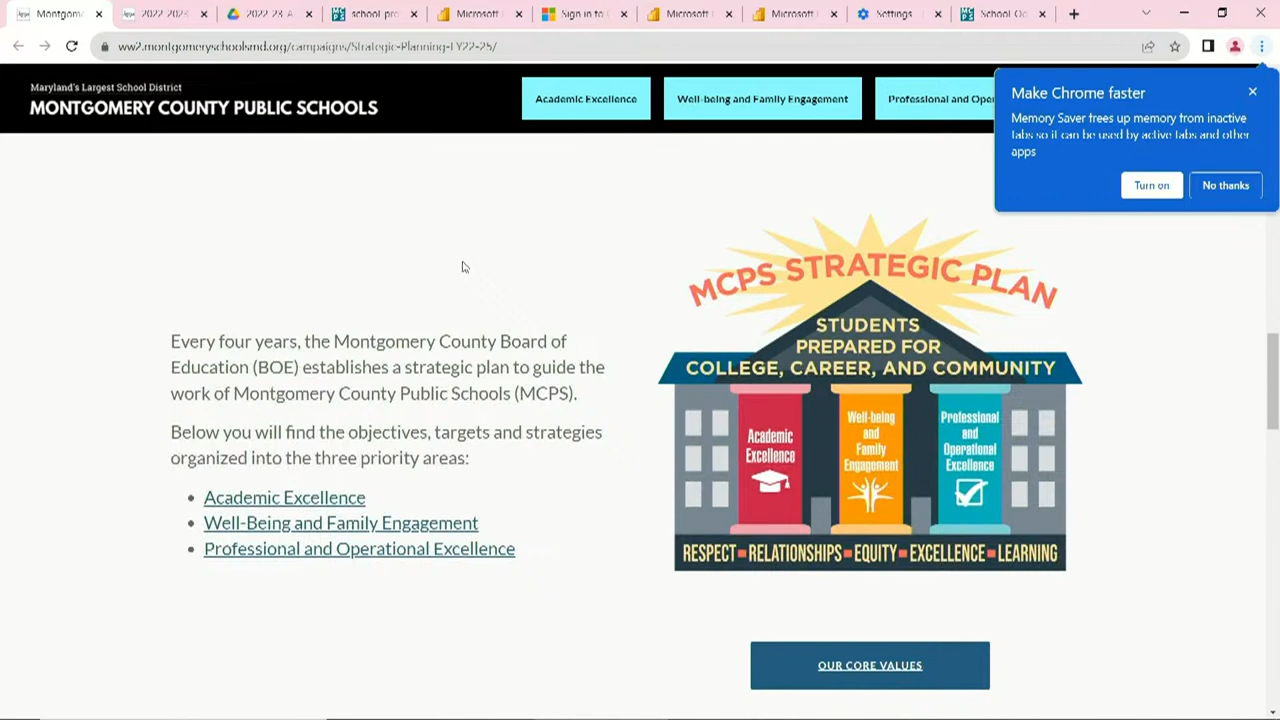 Montgome
2022-2023
2022-23 A
school pro
Microsoft
Sign in to
Microsoft
Microsoft
Settings
School
ww2.montgomeryschoolsmd.org/campaigns/Strategic-Planning-FY22-25/
Maryland's Largest School District
MONTGOMERY COUNTY PUBLIC SCHOOLS
Academic Excellence
Well-being and Family Engagement
Professional and Oper
Make Chrome faster
Memory Saver frees up memory from inactive
tabs so it can be used by active tabs and other
apps
Turn on
No thanks
Every four years, the Montgomery County Board of
Education (BOE) establishes a strategic plan to guide the
work of Montgomery County Public Schools (MCPS).
Below you will find the objectives, targets and strategies
organized into the three priority areas:
• Academic Excellence
• Well-Being and Family Engagement
• Professional and Operational Excellence
MCPS STRATEGIC PLAN
STUDENTS
PREPARED FOR
COLLEGE, CAREER, AND COMMUNITY
Academic
Excellence
Well-being
and
Family
Engagement
Professional
and
Operational
Excellence
RESPECT RELATIONSHIPS EQUITY EXCELLENCE LEARNING
OUR CORE VALUES